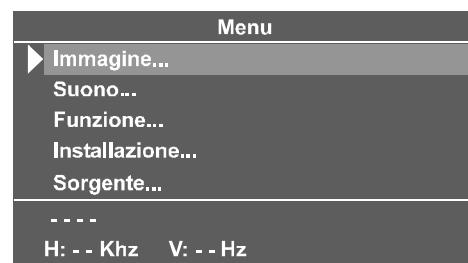 Menu
Immagine...
Suono...
Funzione...
Installazione...
Sorgente...
- - - -
H: - - Khz V: - - Hz